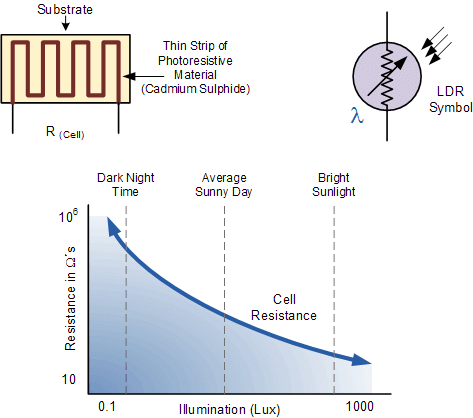 Substrate
Thin Strip of
Photoresistive
Material
(Cadmium Sulphide)
R (Cell)
λ
LDR
Symbol
Dark Night
Time
Average
Sunny Day
Bright
Sunlight
10⁶
Resistance in Ω´s
Cell
Resistance
10
0.1
Illumination (Lux)
1000